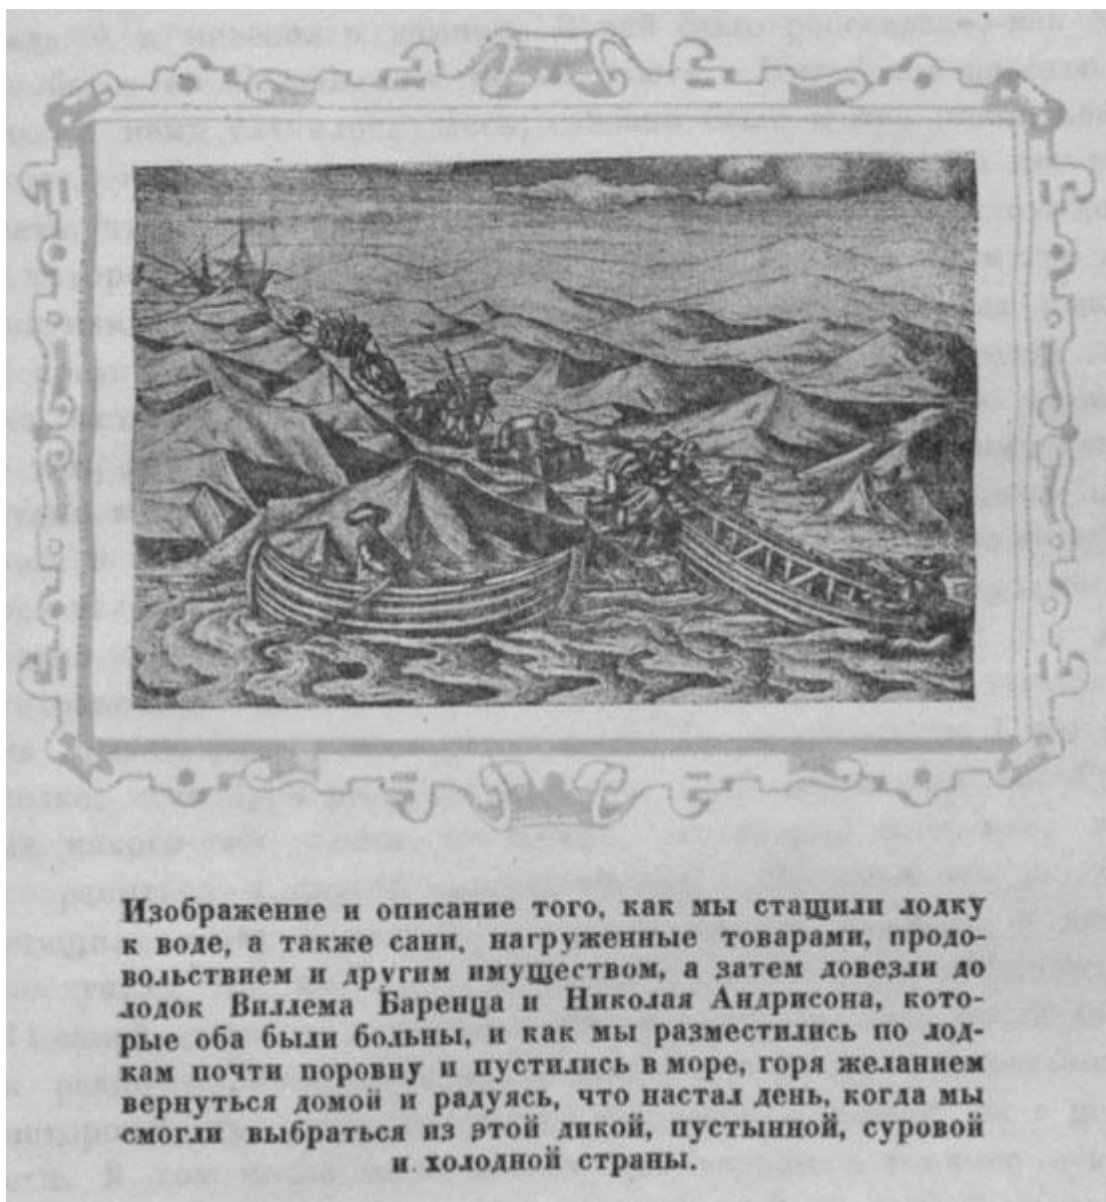 Изображение и описание того, как мы стащили лодку
к воде, а также сани, нагруженные товарами, продо-
вольствием и другим имуществом, а затем довезли до
лодок Виллема Баренца и Николая Андрисона, кото-
рые оба были больны, и как мы разместились по лод-
кам почти поровну и пустились в море, горя желанием
вернуться домой и радуясь, что настал день, когда мы
смогли выбраться из этой дикой, пустынной, суровой
и холодной страны.